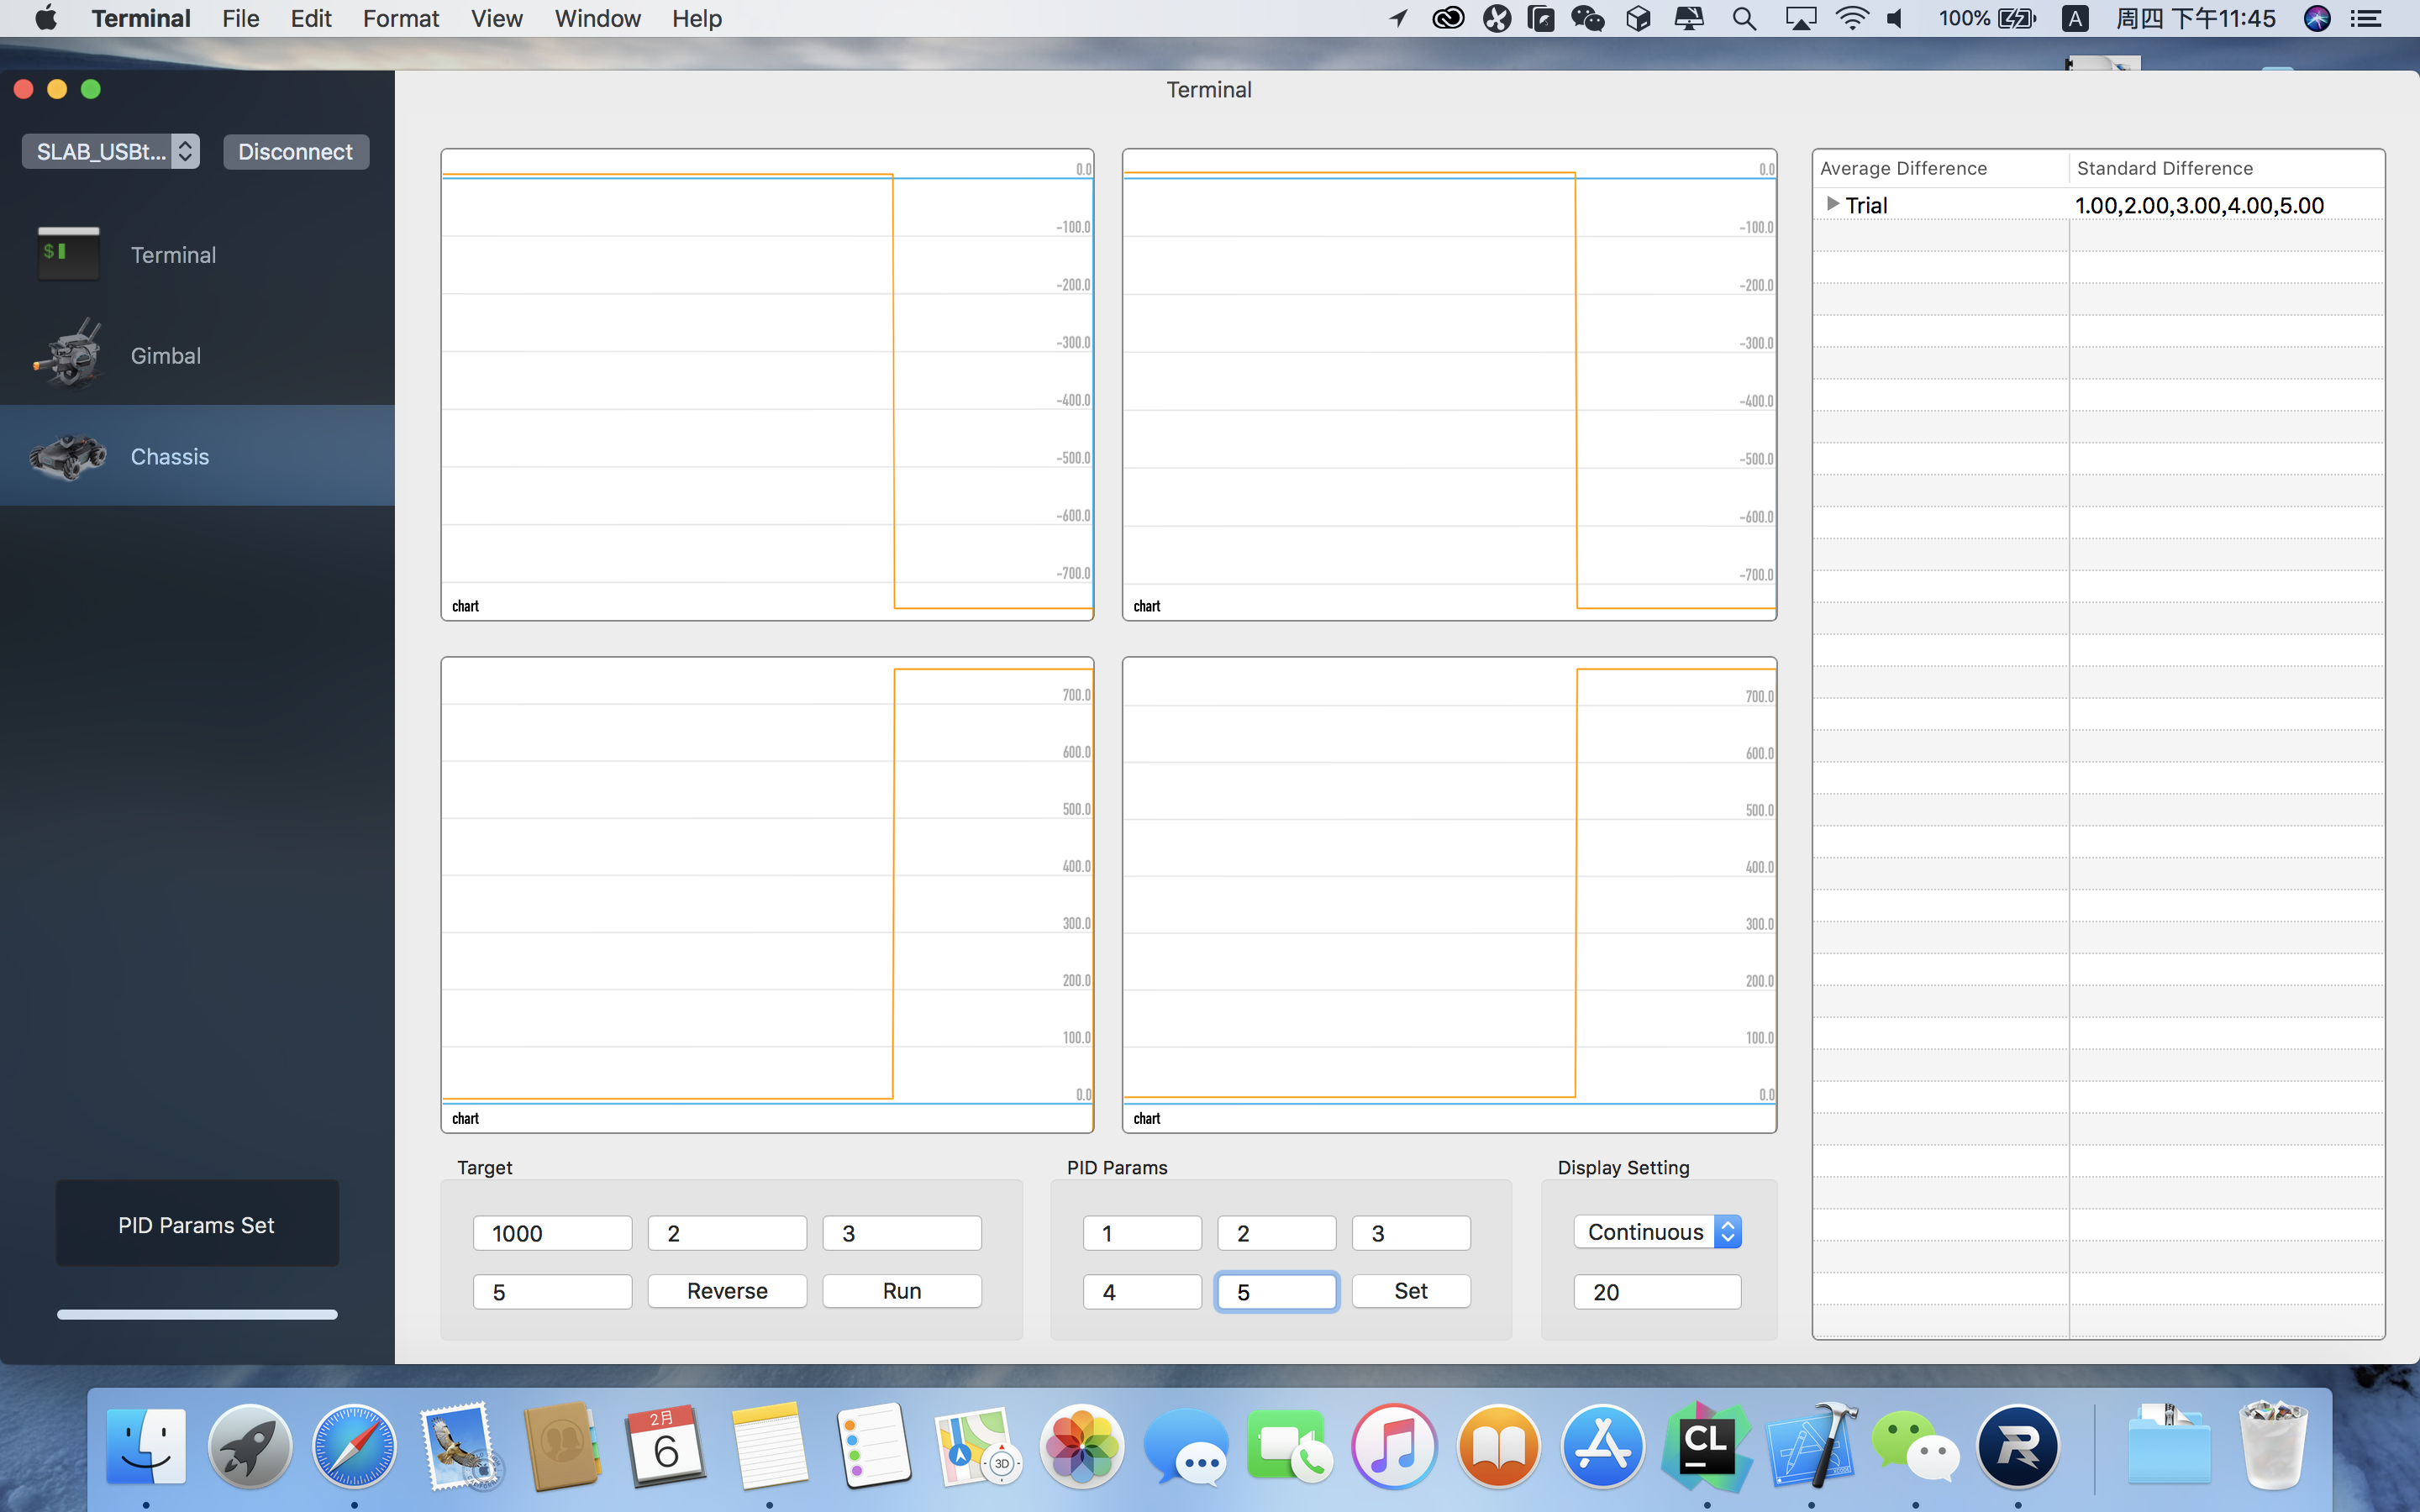 Terminal File Edit Format View Window Help 100% A 周四 下午11:45
Terminal
SLAB_USBt... Disconnect
$
Terminal
Gimbal
Chassis
PID Params Set
0.0
-100.0
-200.0
-300.0
-400.0
-500.0
-600.0
-700.0
chart
0.0
-100.0
-200.0
-300.0
-400.0
-500.0
-600.0
-700.0
chart
700.0
600.0
500.0
400.0
300.0
200.0
100.0
0.0
chart
700.0
600.0
500.0
400.0
300.0
200.0
100.0
0.0
chart
Average Difference Standard Difference
Trial 1.00,2.00,3.00,4.00,5.00
Target
1000 2 3
5 Reverse Run
PID Params
1 2 3
4 5 Set
Display Setting
Continuous
20
2月
6
3D
CL
R